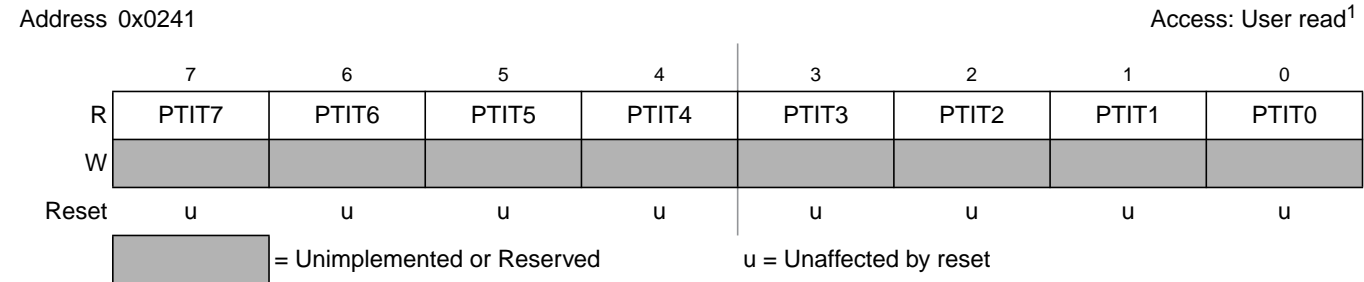 Address 0x0241 Access: User read1
7 6 5 4 3 2 1 0
R PTIT7 PTIT6 PTIT5 PTIT4 PTIT3 PTIT2 PTIT1 PTIT0
W
Reset u u u u u u u u
= Unimplemented or Reserved u = Unaffected by reset